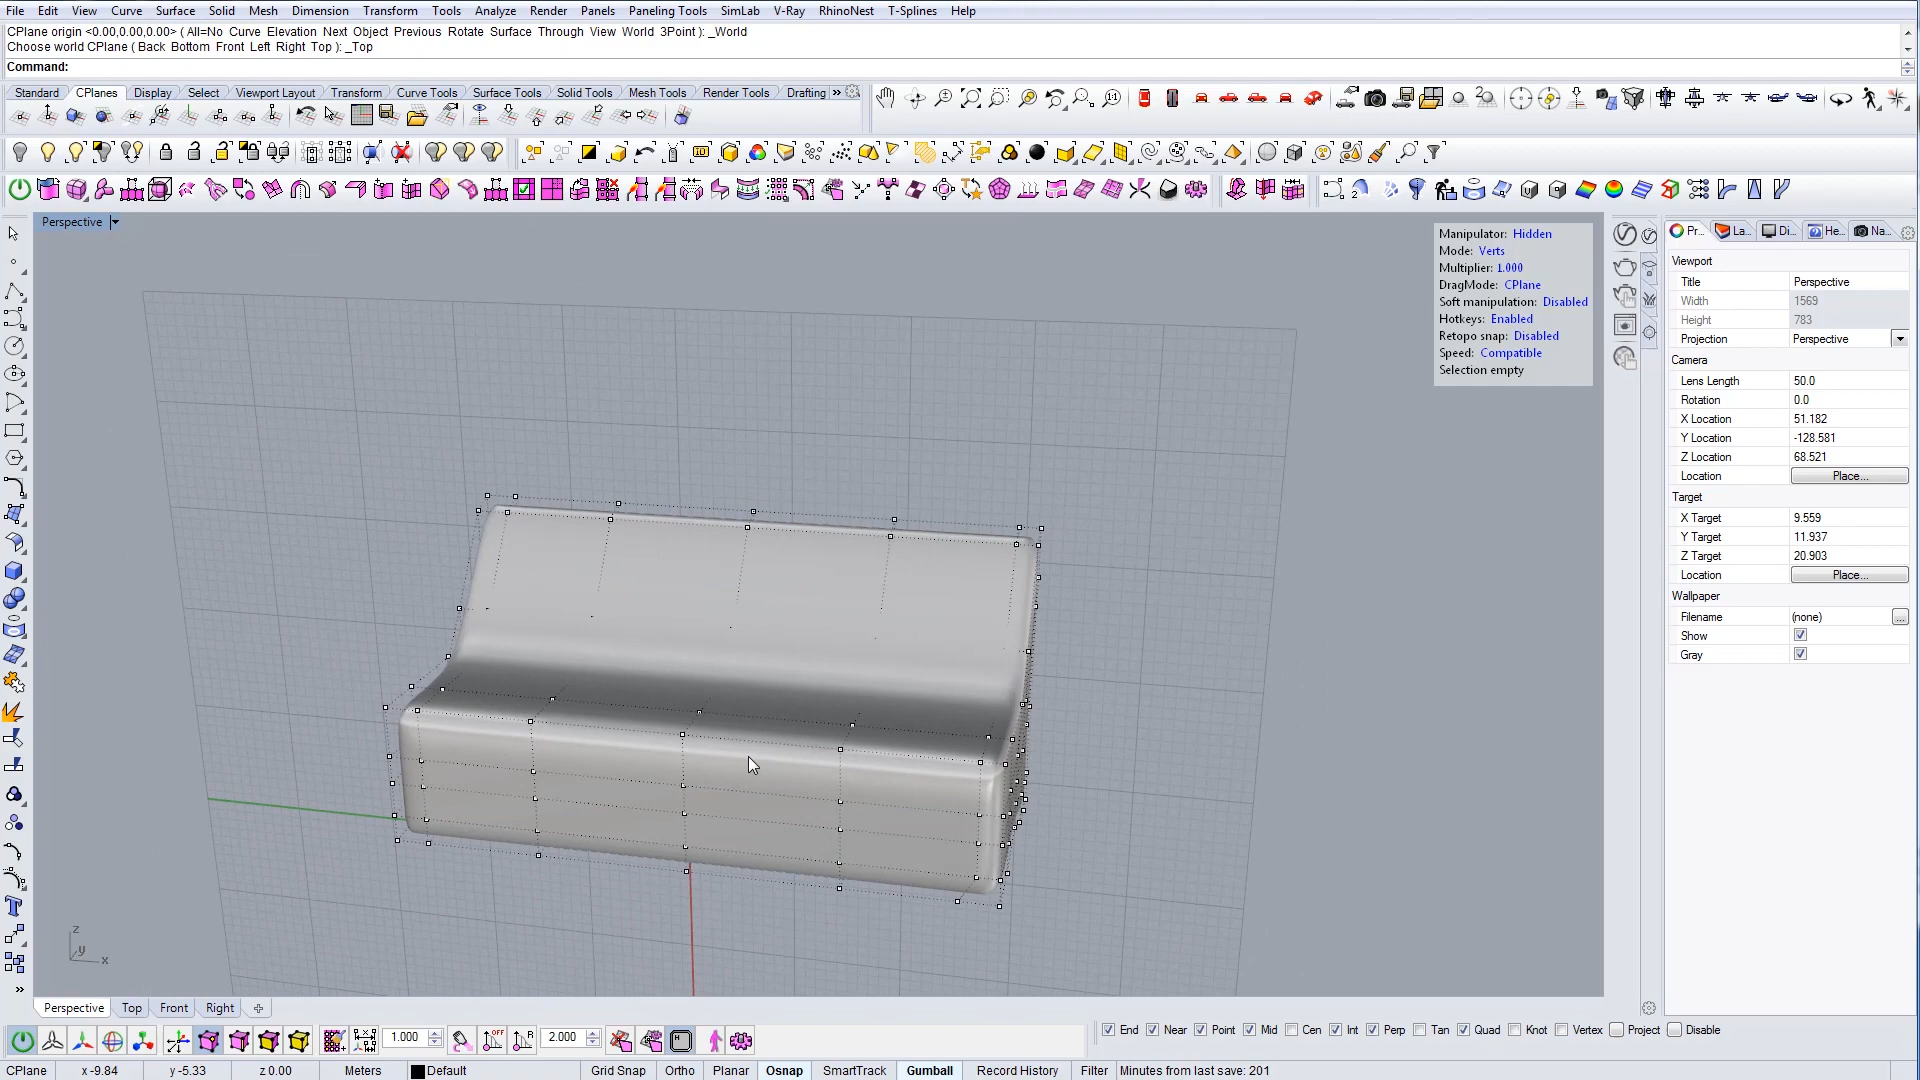 File Edit View Curve Surface Solid Mesh Dimension Transform Tools Analyze Render Panels Paneling Tools SimLab V-Ray RhinoNest T-Splines Help
CPlane origin <0.00,0.00,0.00> ( All=No Curve Elevation Next Object Previous Rotate Surface Through View World 3Point ): _World
Choose world CPlane ( Back Bottom Front Left Right Top ): _Top
Command:
Standard CPlanes Display Select Viewport Layout Transform Curve Tools Surface Tools Solid Tools Mesh Tools Render Tools Drafting »
Perspective
Manipulator: Hidden
Mode: Verts
Multiplier: 1.000
DragMode: CPlane
Soft manipulation: Disabled
Hotkeys: Enabled
Retopo snap: Disabled
Speed: Compatible
Selection empty
Pr... La... Di... He... Na...
Viewport
Title Perspective
Width 1569
Height 783
Projection Perspective
Camera
Lens Length 50.0
Rotation 0.0
X Location 51.182
Y Location -128.581
Z Location 68.521
Location Place...
Target
X Target 9.559
Y Target 11.937
Z Target 20.903
Location Place...
Wallpaper
Filename (none) ...
Show
Gray
z
y
x
»
Perspective Top Front Right
1.000 OFF R 2.000 H
End Near Point Mid Cen Int Perp Tan Quad Knot Vertex Project Disable
CPlane x -9.84 y -5.33 z 0.00 Meters Default Grid Snap Ortho Planar Osnap SmartTrack Gumball Record History Filter Minutes from last save: 201